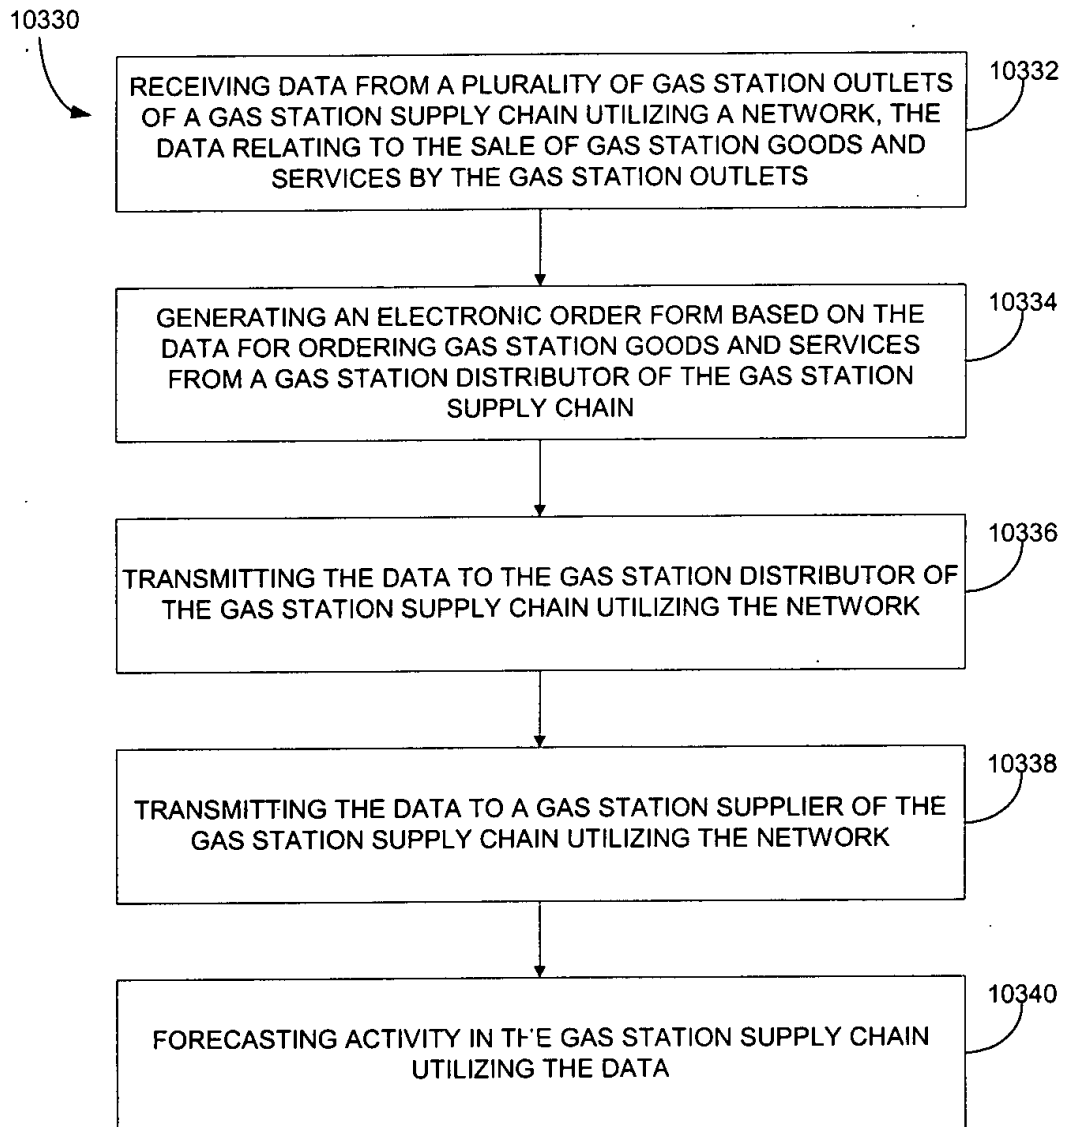 10330
RECEIVING DATA FROM A PLURALITY OF GAS STATION OUTLETS
OF A GAS STATION SUPPLY CHAIN UTILIZING A NETWORK, THE
DATA RELATING TO THE SALE OF GAS STATION GOODS AND
SERVICES BY THE GAS STATION OUTLETS
10332
GENERATING AN ELECTRONIC ORDER FORM BASED ON THE
DATA FOR ORDERING GAS STATION GOODS AND SERVICES
FROM A GAS STATION DISTRIBUTOR OF THE GAS STATION
SUPPLY CHAIN
10334
TRANSMITTING THE DATA TO THE GAS STATION DISTRIBUTOR OF
THE GAS STATION SUPPLY CHAIN UTILIZING THE NETWORK
10336
TRANSMITTING THE DATA TO A GAS STATION SUPPLIER OF THE
GAS STATION SUPPLY CHAIN UTILIZING THE NETWORK
10338
FORECASTING ACTIVITY IN THE GAS STATION SUPPLY CHAIN
UTILIZING THE DATA
10340